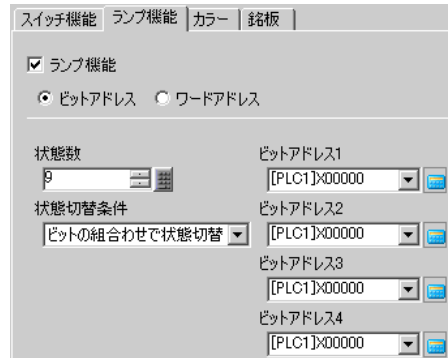 スイッチ機能 ランプ機能 カラー 銘板
ランプ機能
ビットアドレス ワードアドレス
状態数 ビットアドレス1
9 [PLC1]X00000
状態切替条件 ビットアドレス2
ビットの組合わせで状態切替 [PLC1]X00000
ビットアドレス3
[PLC1]X00000
ビットアドレス4
[PLC1]X00000